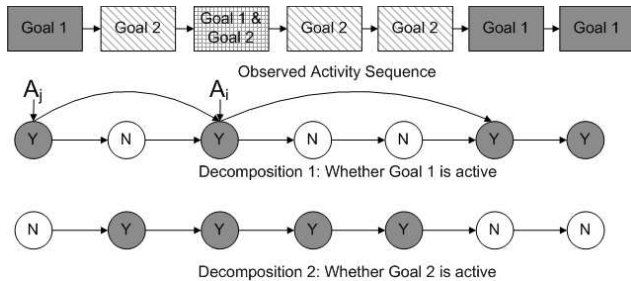 Goal 1 Goal 2 Goal 1 & Goal 2 Goal 2 Goal 2 Goal 1 Goal 1
Observed Activity Sequence
Aj Ai
Y N Y N N Y Y
Decomposition 1: Whether Goal 1 is active
N Y Y Y Y N N
Decomposition 2: Whether Goal 2 is active